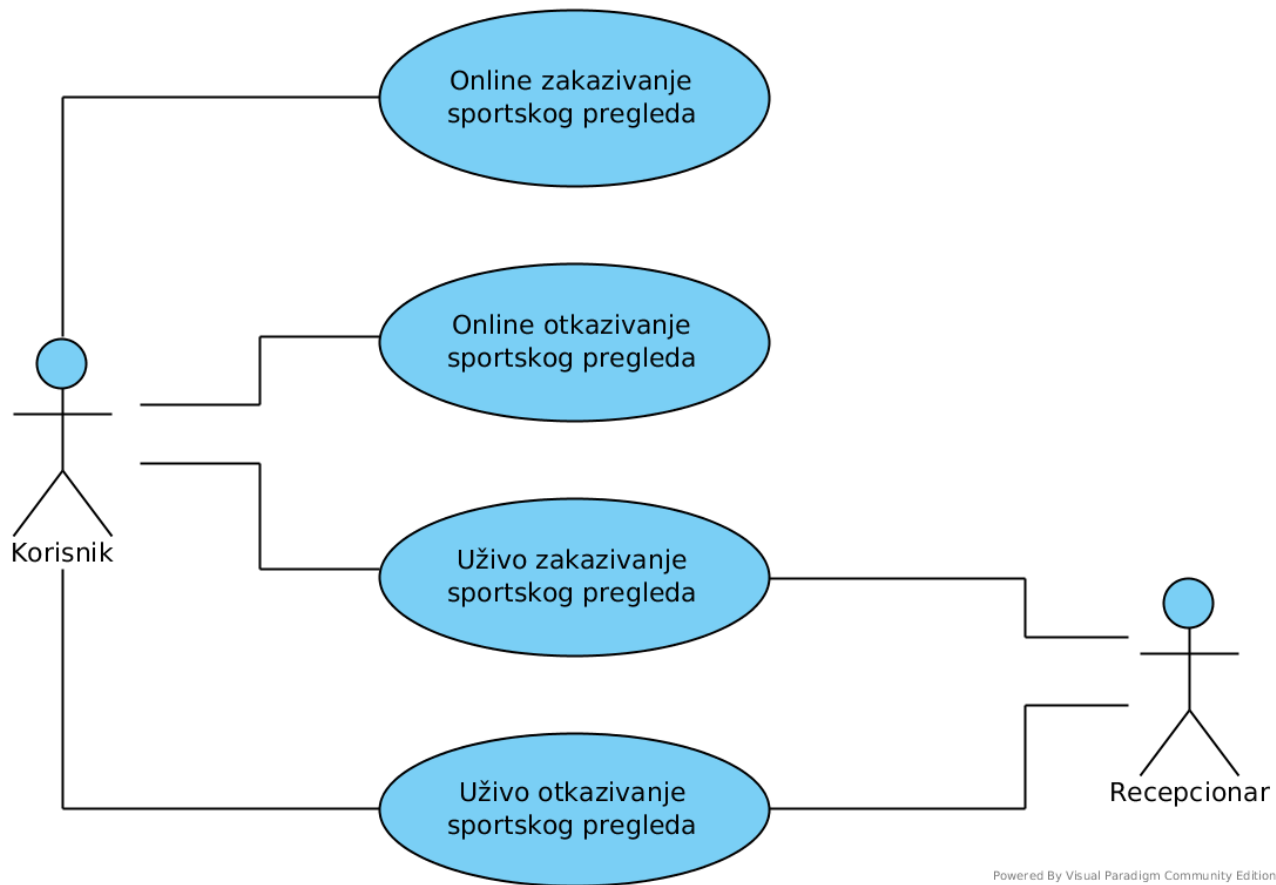 Online zakazivanje
sportskog pregleda
Online otkazivanje
sportskog pregleda
Korisnik
Uživo zakazivanje
sportskog pregleda
Uživo otkazivanje
sportskog pregleda
Recepcionar
Powered By Visual Paradigm Community Edition